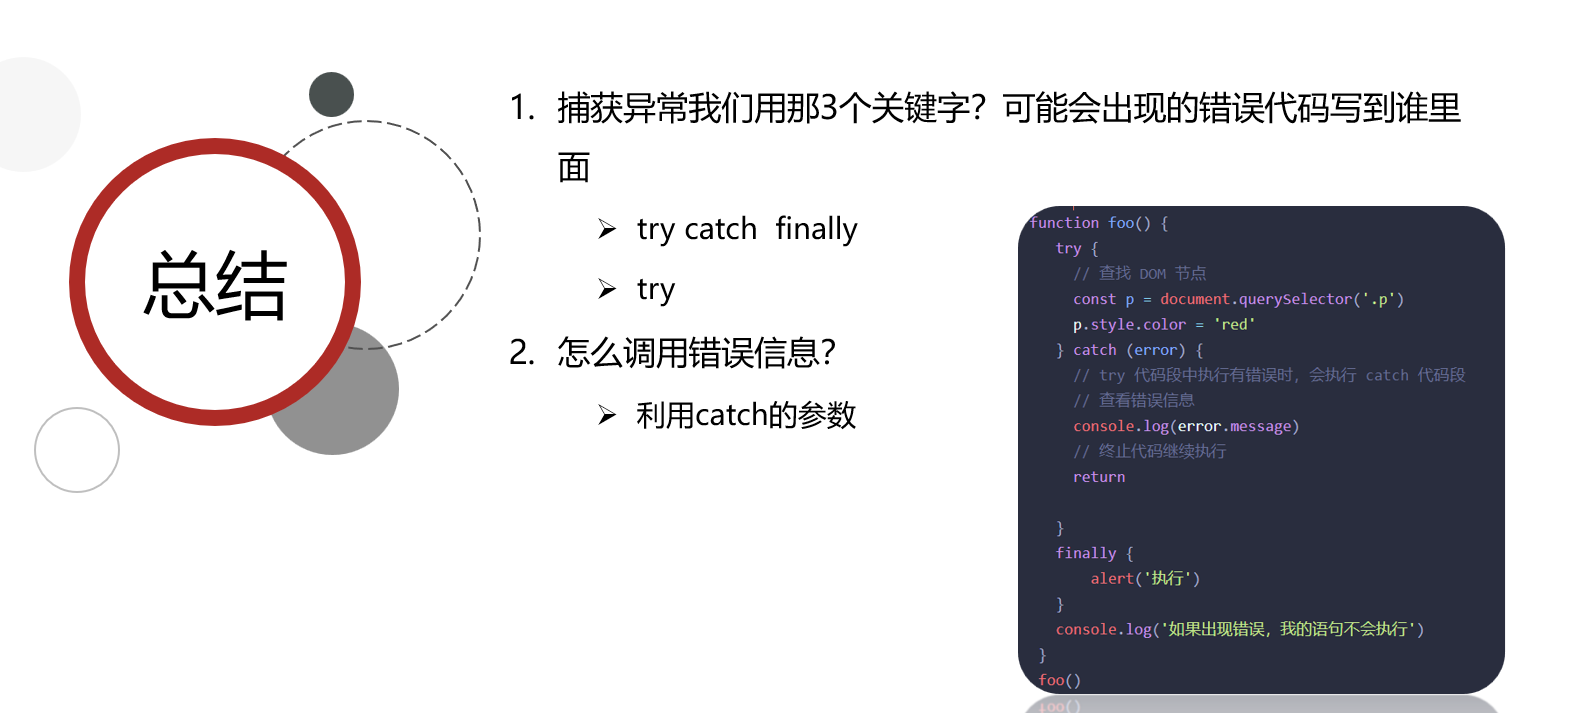 总结
1. 捕获异常我们用那3个关键字？可能会出现的错误代码写到谁里
面
➢ try catch  finally
➢ try
2. 怎么调用错误信息？
➢ 利用catch的参数
function foo() {
try {
// 查找 DOM 节点
const p = document.querySelector('.p')
p.style.color = 'red'
} catch (error) {
// try 代码段中执行有错误时，会执行 catch 代码段
// 查看错误信息
console.log(error.message)
// 终止代码继续执行
return
}
finally {
alert('执行')
}
console.log('如果出现错误，我的语句不会执行')
}
foo()